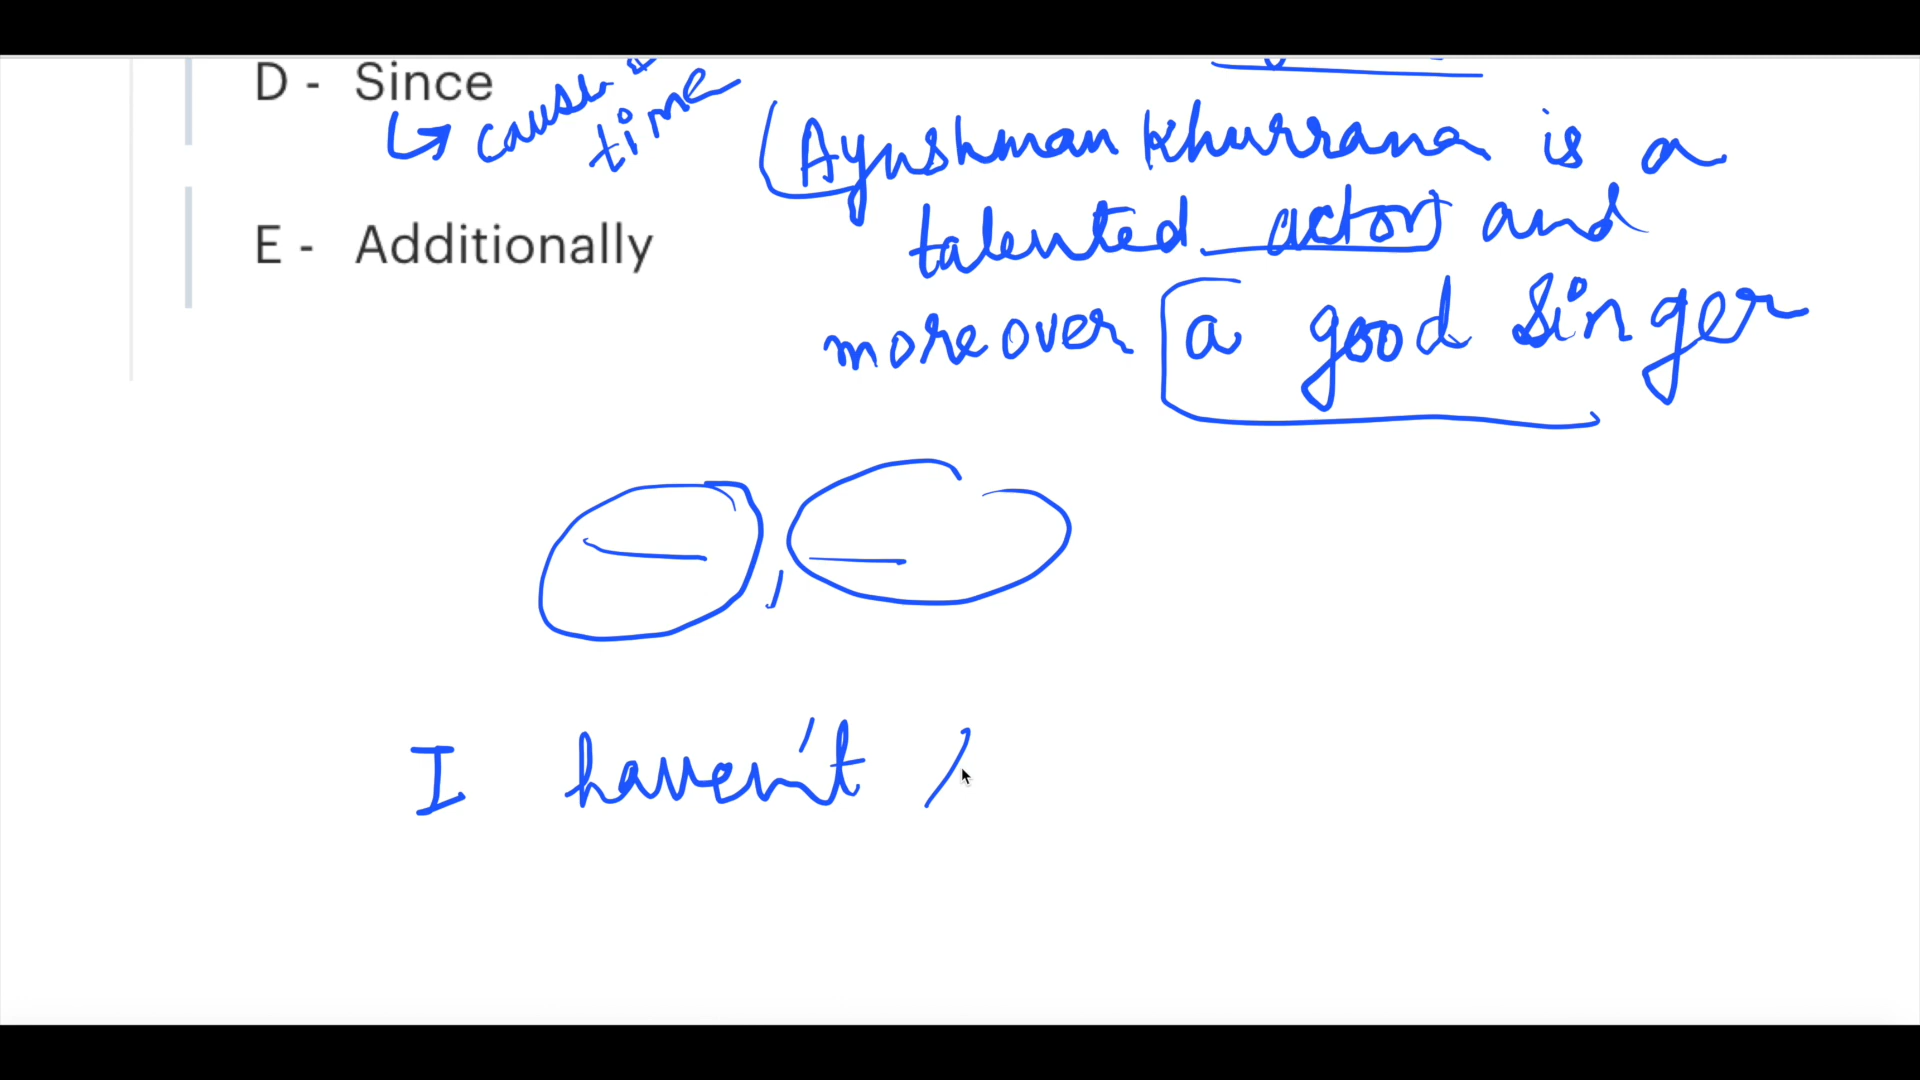 D - Since
↳ cause &
time
(Ayushman Khurrana is a
talented actor) and
moreover [a good singer
E - Additionally
,
I haven't